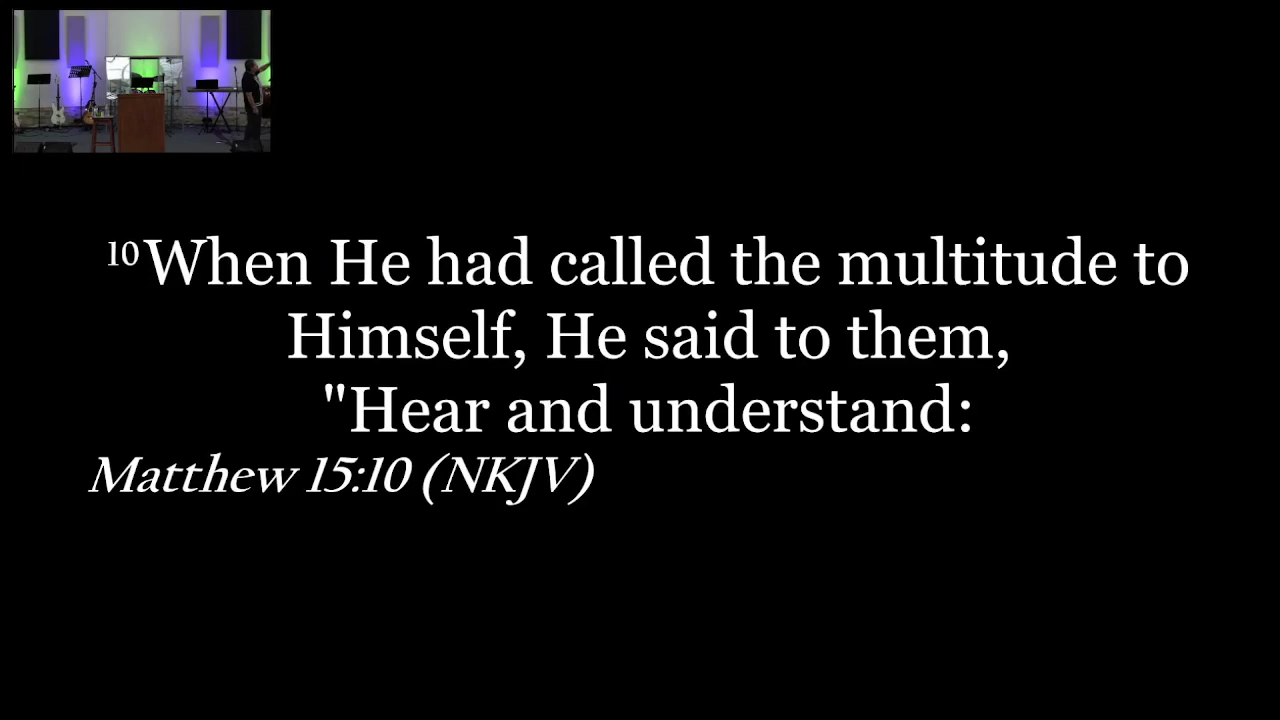 10When He had called the multitude to
Himself, He said to them,
"Hear and understand:
Matthew 15:10 (NKJV)